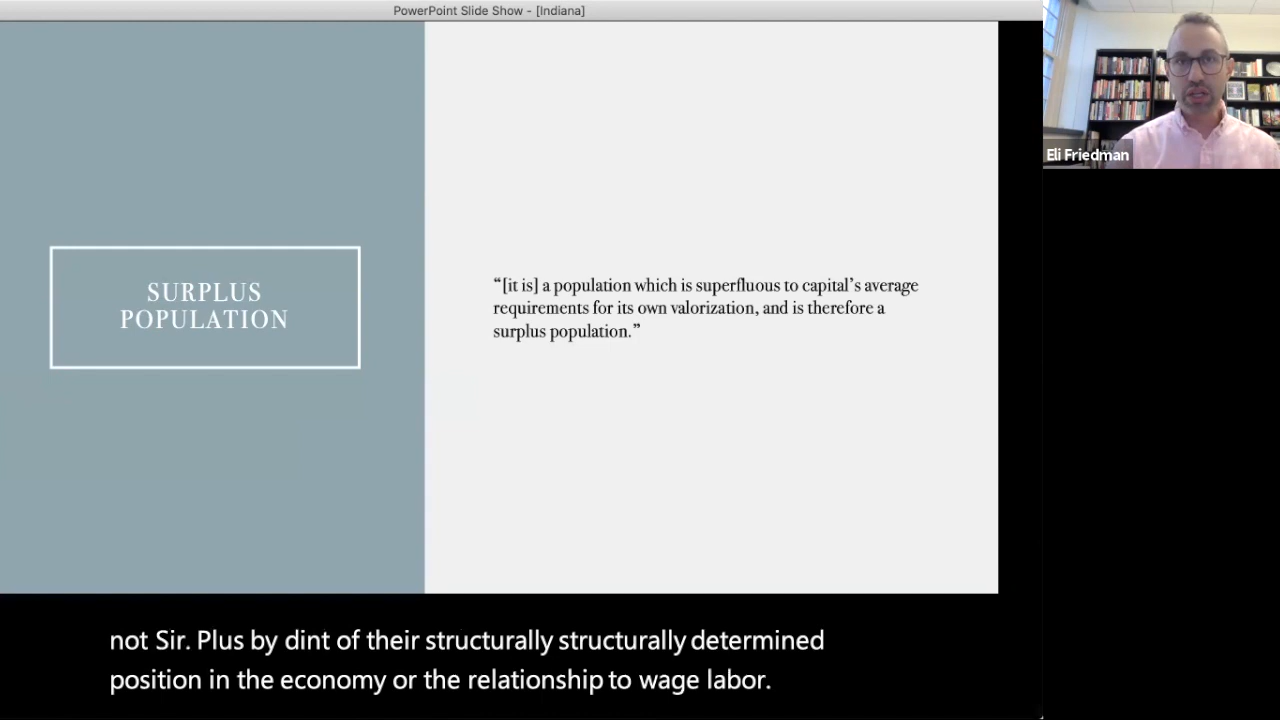 PowerPoint Slide Show - [Indiana]
SURPLUS
POPULATION
“[it is] a population which is superfluous to capital’s average
requirements for its own valorization, and is therefore a
surplus population.”
Eli Friedman
not Sir. Plus by dint of their structurally structurally determined
position in the economy or the relationship to wage labor.